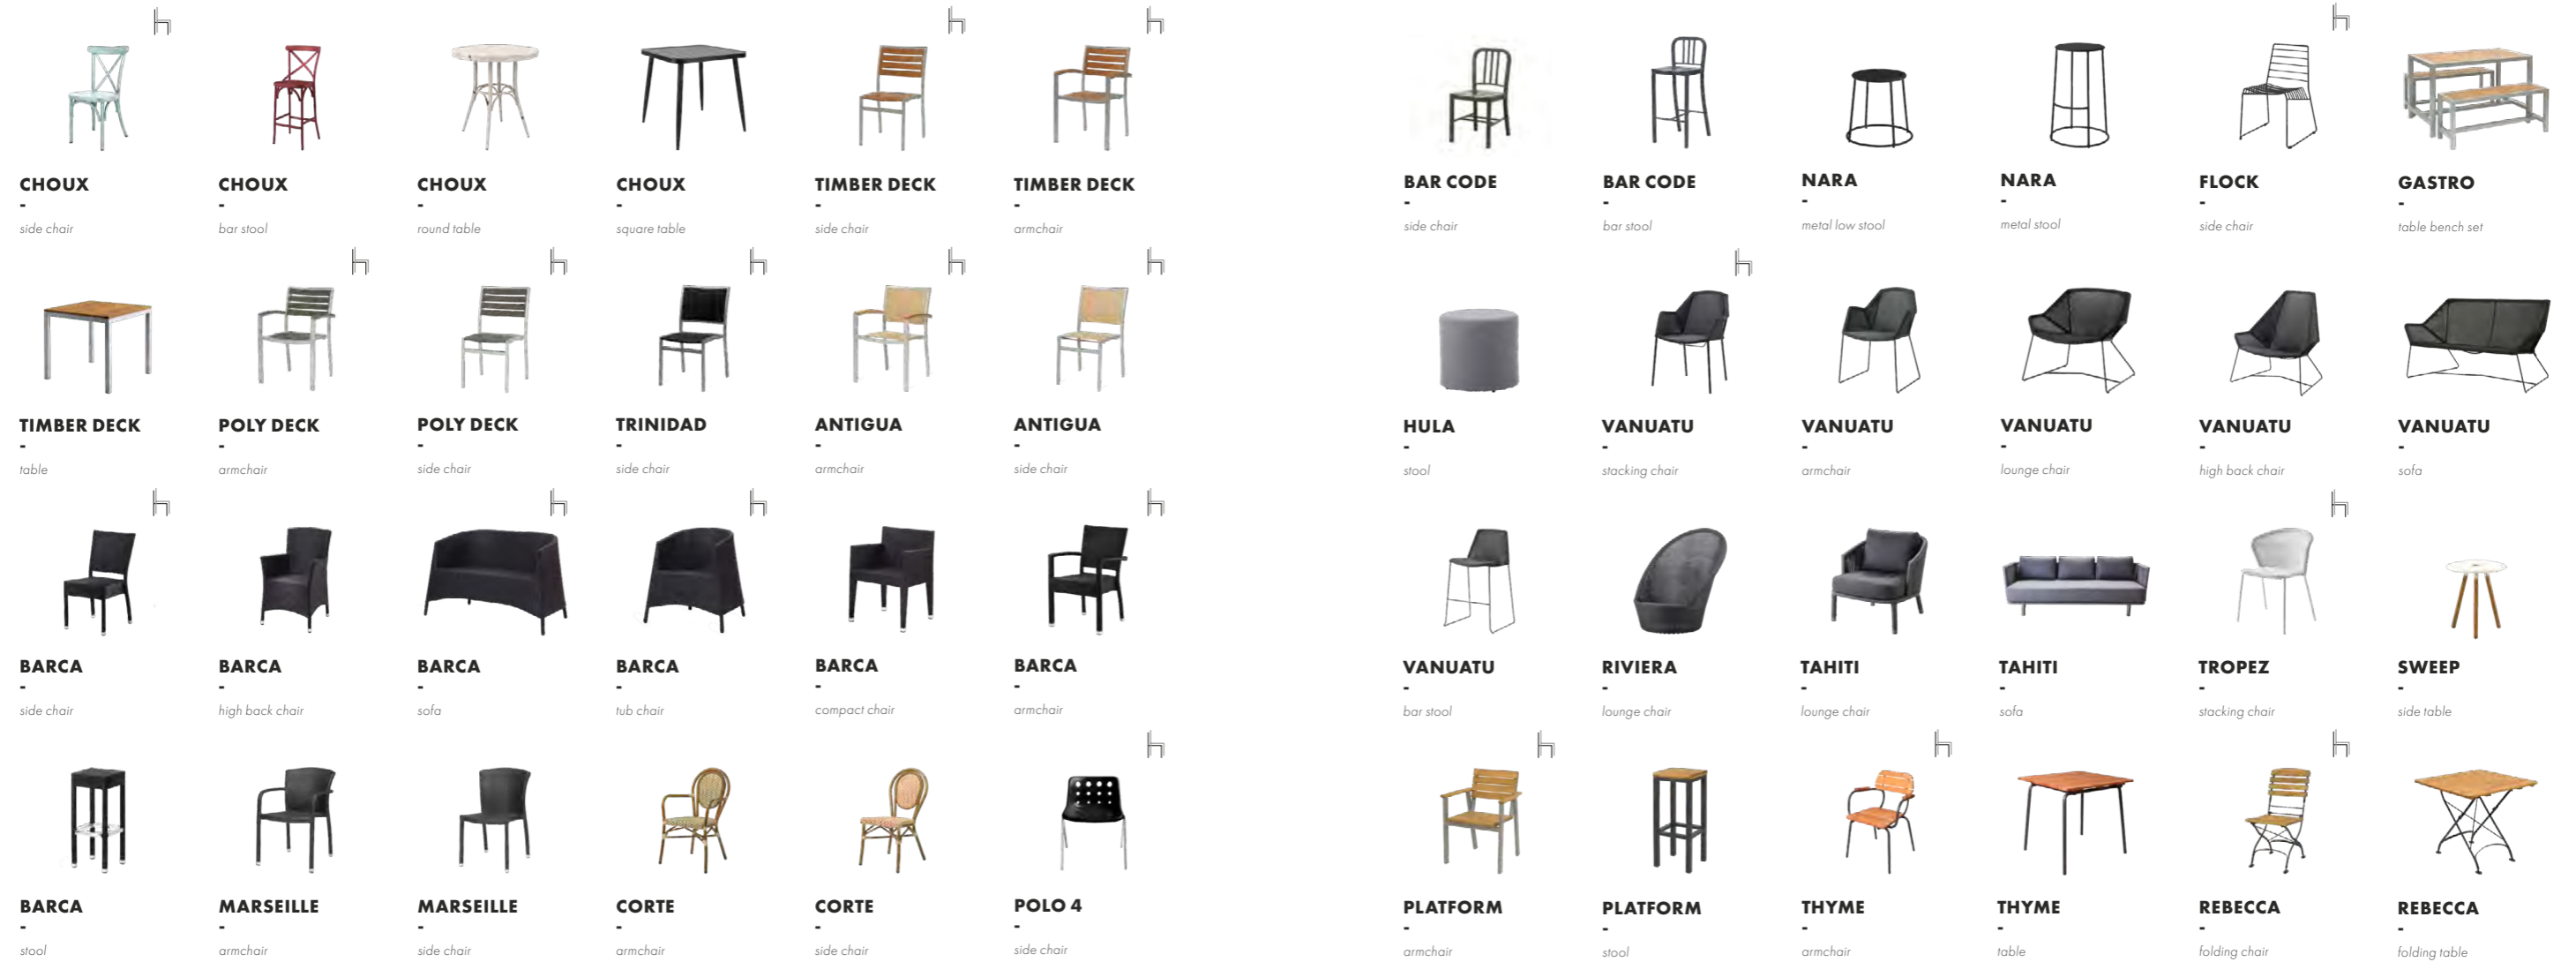 CHOUX
-
side chair
CHOUX
-
bar stool
CHOUX
-
round table
CHOUX
-
square table
TIMBER DECK
-
side chair
TIMBER DECK
-
armchair
TIMBER DECK
-
table
POLY DECK
-
armchair
POLY DECK
-
side chair
TRINIDAD
-
side chair
ANTIGUA
-
armchair
ANTIGUA
-
side chair
BARCA
-
side chair
BARCA
-
high back chair
BARCA
-
sofa
BARCA
-
tub chair
BARCA
-
compact chair
BARCA
-
armchair
BARCA
-
stool
MARSEILLE
-
armchair
MARSEILLE
-
side chair
CORTE
-
armchair
CORTE
-
side chair
POLO 4
-
side chair
BAR CODE
-
side chair
BAR CODE
-
bar stool
NARA
-
metal low stool
NARA
-
metal stool
FLOCK
-
side chair
GASTRO
-
table bench set
HULA
-
stool
VANUATU
-
stacking chair
VANUATU
-
armchair
VANUATU
-
lounge chair
VANUATU
-
high back chair
VANUATU
-
sofa
VANUATU
-
bar stool
RIVIERA
-
lounge chair
TAHITI
-
lounge chair
TAHITI
-
sofa
TROPEZ
-
stacking chair
SWEEP
-
side table
PLATFORM
-
armchair
PLATFORM
-
stool
THYME
-
armchair
THYME
-
table
REBECCA
-
folding chair
REBECCA
-
folding table